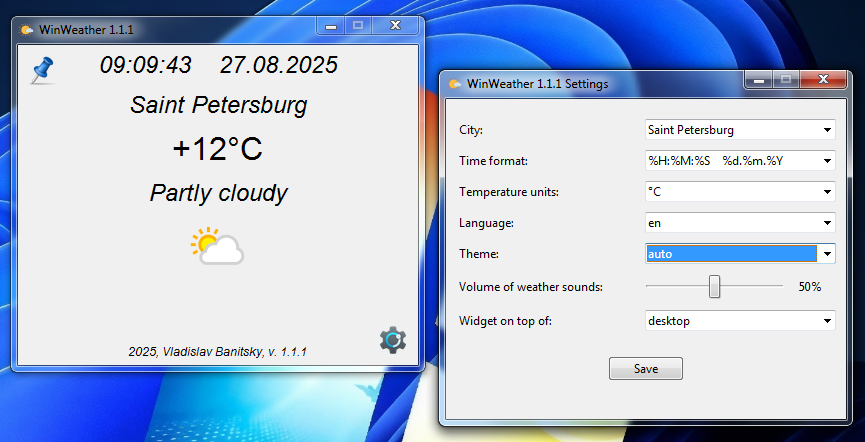 WinWeather 1.1.1
09:09:43 27.08.2025
Saint Petersburg
+12°C
Partly cloudy
2025, Vladislav Banitsky, v. 1.1.1
WinWeather 1.1.1 Settings
City: Saint Petersburg
Time format: %H:%M:%S %d.%m.%Y
Temperature units: °C
Language: en
Theme: auto
Volume of weather sounds: 50%
Widget on top of: desktop
Save